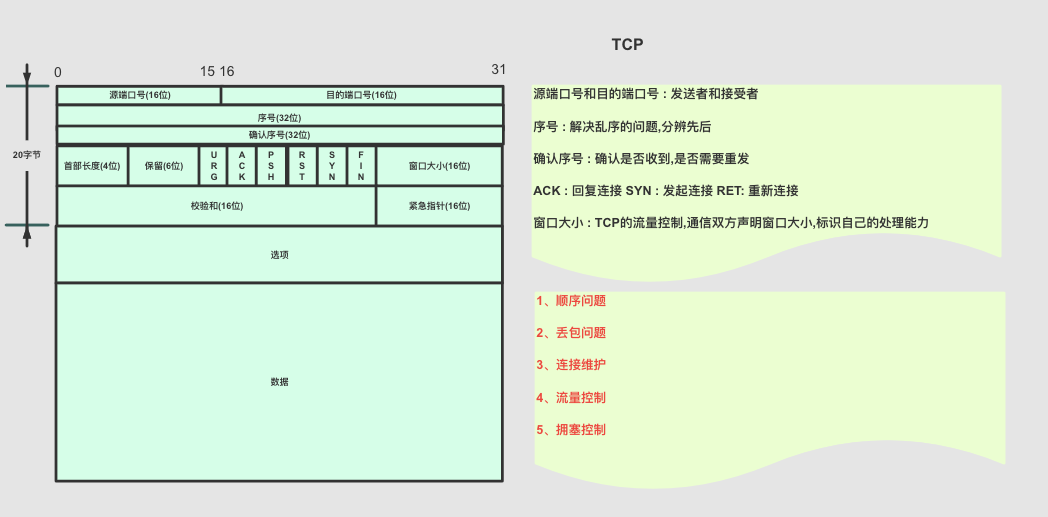 TCP
0
15 16
31
源端口号(16位)
目的端口号(16位)
序号(32位)
确认序号(32位)
20字节
首部长度(4位)
保留(6位)
URG
ACK
PSH
RST
SYN
FIN
窗口大小(16位)
校验和(16位)
紧急指针(16位)
选项
数据
源端口号和目的端口号：发送者和接受者
序号：解决乱序的问题,分辨先后
确认序号：确认是否收到,是否需要重发
ACK：回复连接 SYN：发起连接 RET: 重新连接
窗口大小：TCP的流量控制,通信双方声明窗口大小,标识自己的处理能力
1、顺序问题
2、丢包问题
3、连接维护
4、流量控制
5、拥塞控制